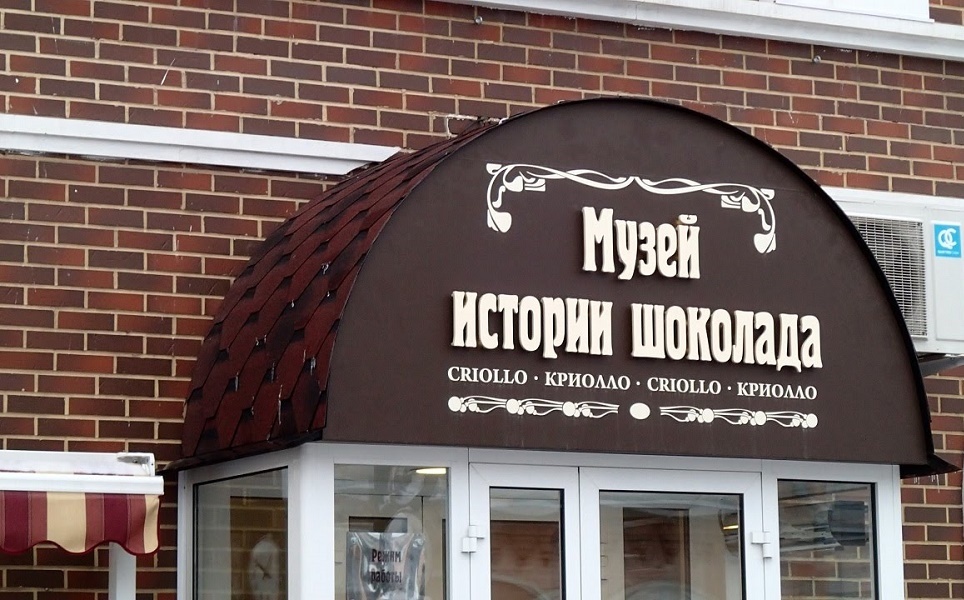 Музей
истории шоколада
CRIOLLO · КРИОЛЛО · CRIOLLO · КРИОЛЛО
Режим
работы